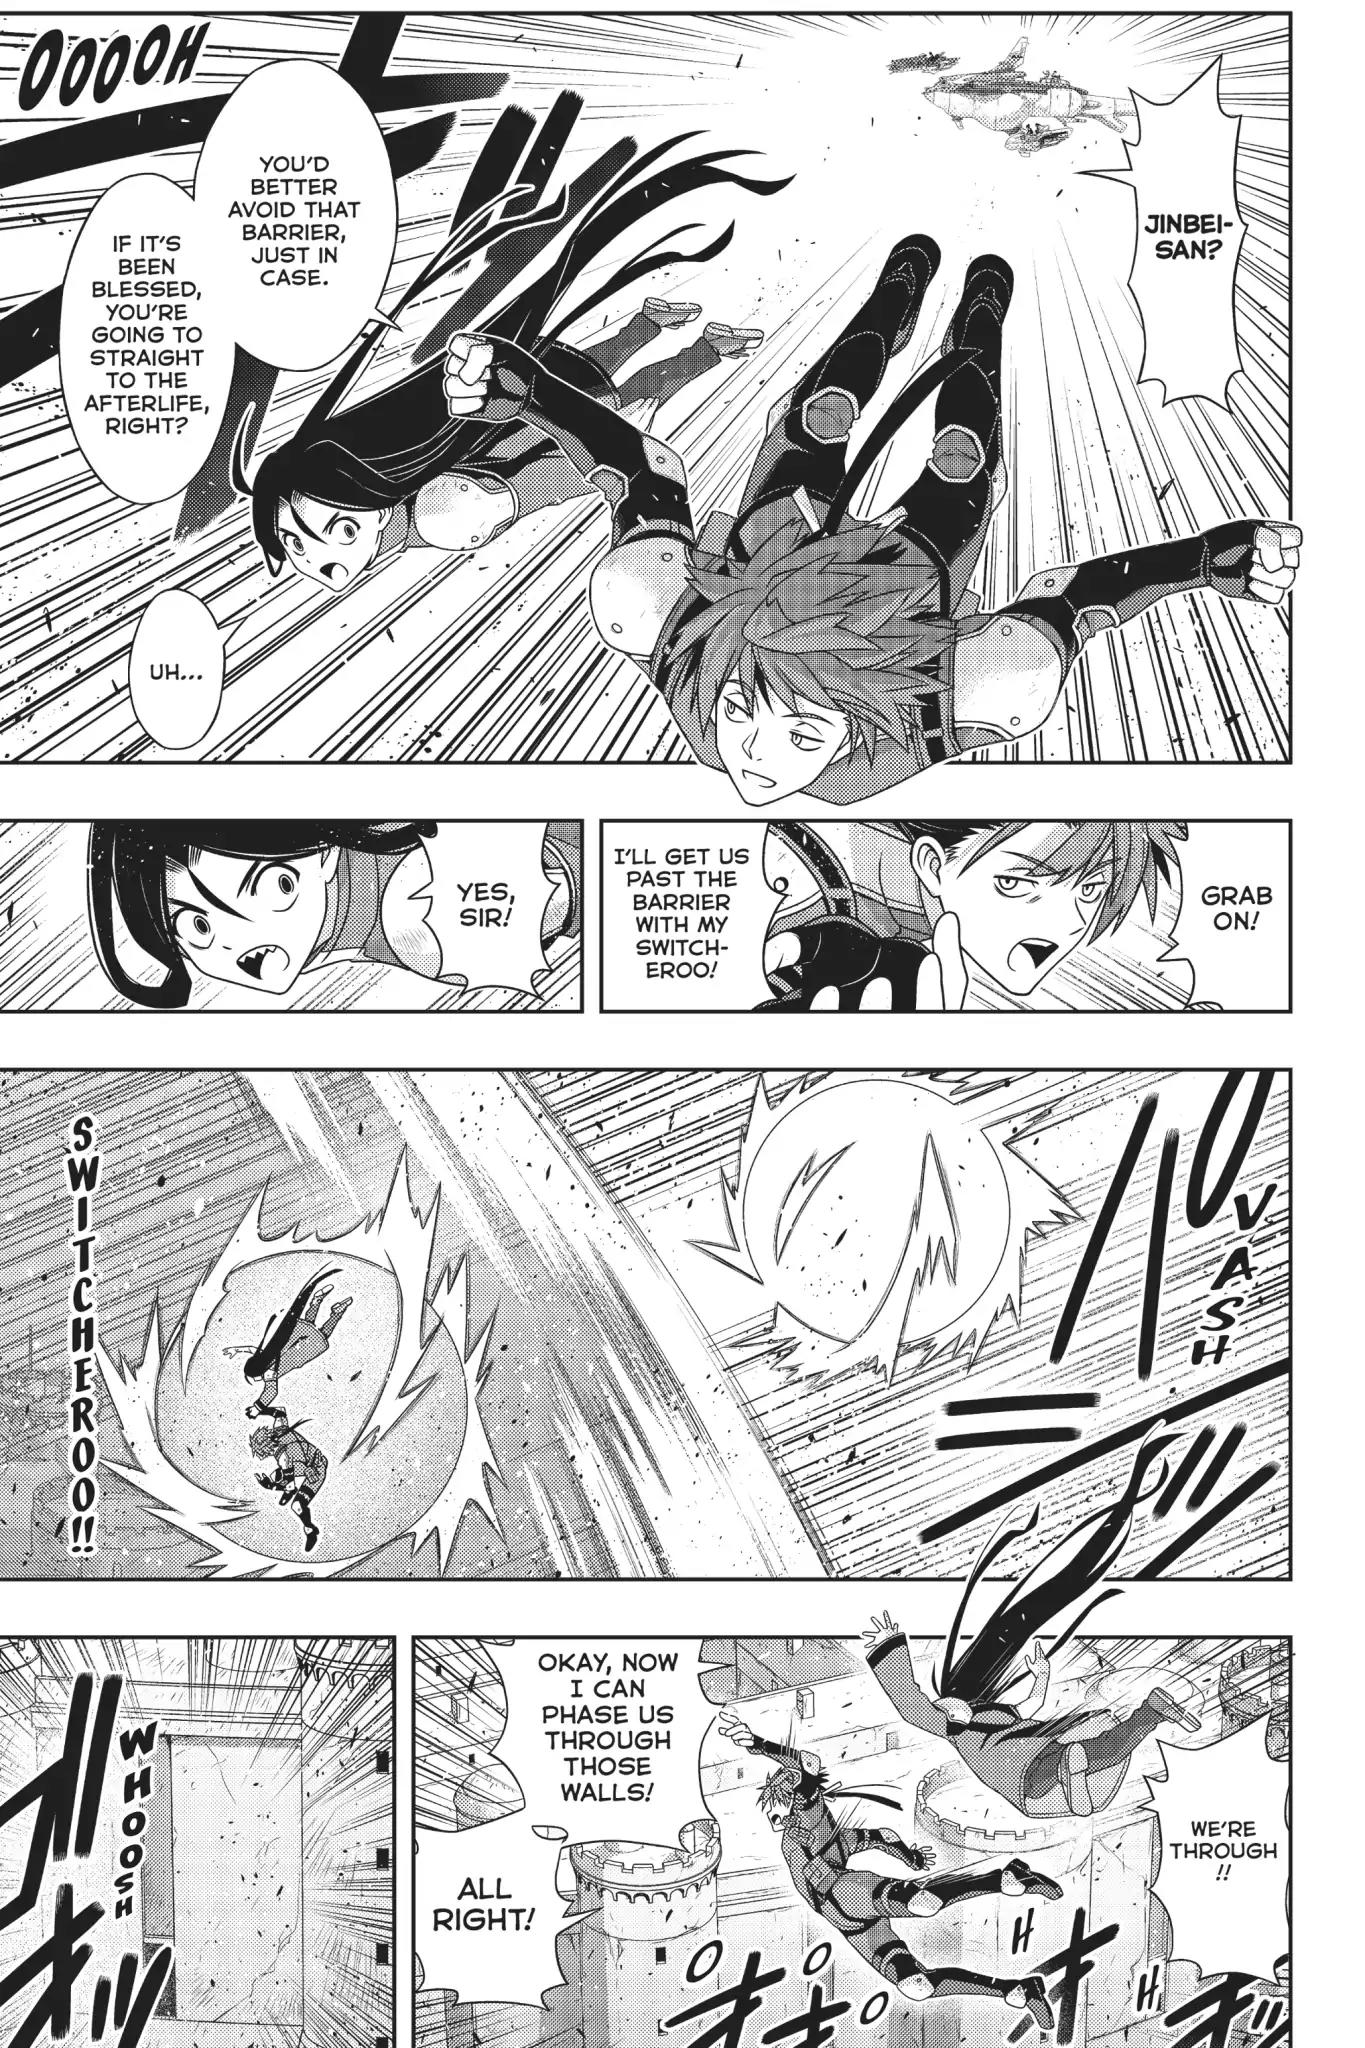 JINBEI-
SAN?
OOOOH
YOU'D
BETTER
AVOID THAT
BARRIER,
JUST IN
CASE.
IF IT'S
BEEN
BLESSED,
YOU'RE
GOING TO
STRAIGHT
TO THE
AFTERLIFE,
RIGHT?
UH...
GRAB
ON!
I'LL GET US
PAST THE
BARRIER
WITH MY
SWITCH-
EROO!
YES,
SIR!
VASH
SWITCHEROO!!
WE'RE
THROUGH
!!
OKAY, NOW
I CAN
PHASE US
THROUGH
THOSE
WALLS!
ALL
RIGHT!
OOOHH
WHOOSH